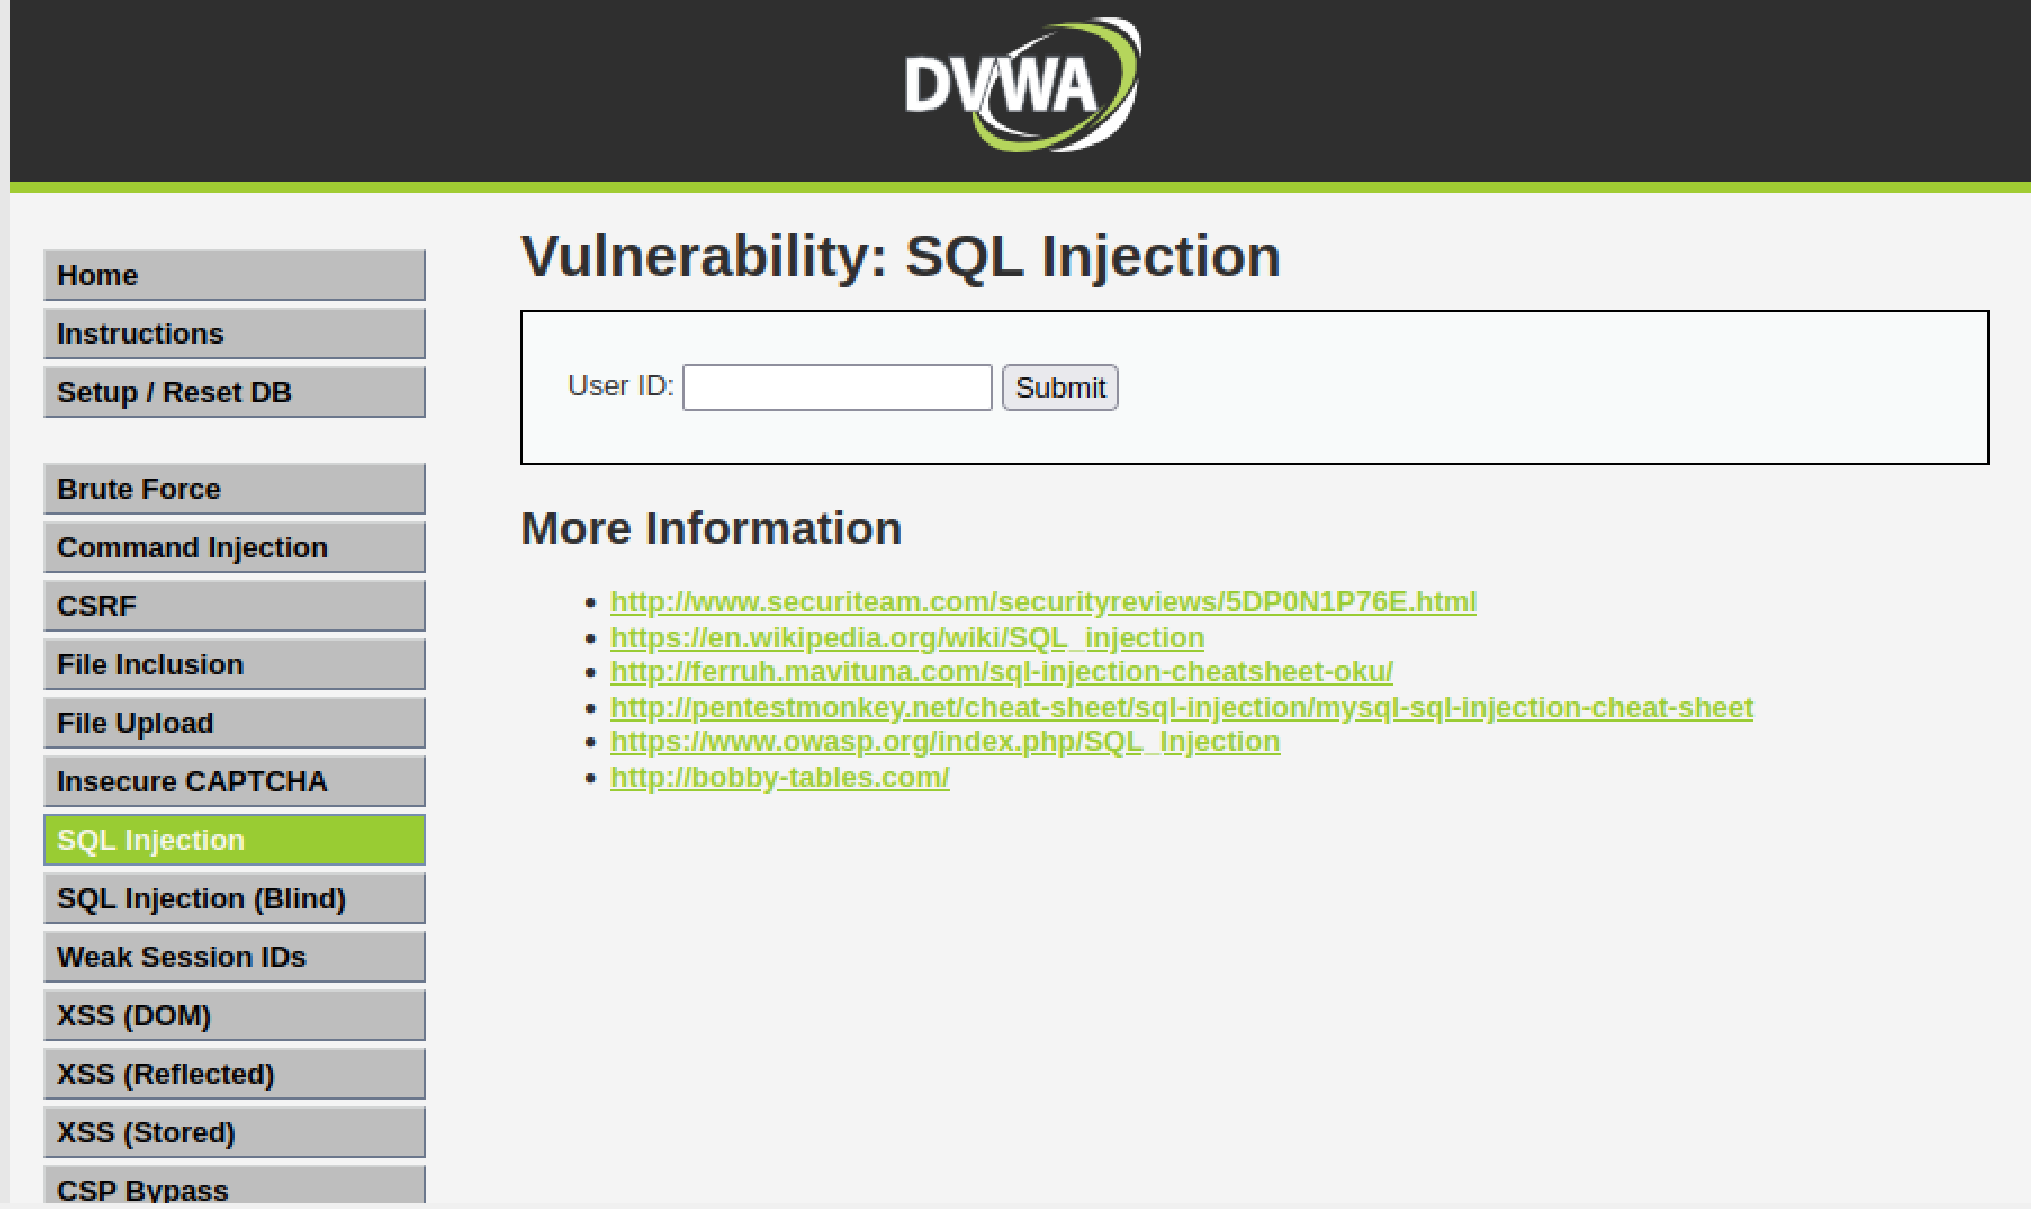 DVWA
Home
Instructions
Setup / Reset DB
Brute Force
Command Injection
CSRF
File Inclusion
File Upload
Insecure CAPTCHA
SQL Injection
SQL Injection (Blind)
Weak Session IDs
XSS (DOM)
XSS (Reflected)
XSS (Stored)
CSP Bypass
Vulnerability: SQL Injection
User ID: Submit
More Information
http://www.securiteam.com/securityreviews/5DP0N1P76E.html
https://en.wikipedia.org/wiki/SQL_injection
http://ferruh.mavituna.com/sql-injection-cheatsheet-oku/
http://pentestmonkey.net/cheat-sheet/sql-injection/mysql-sql-injection-cheat-sheet
https://www.owasp.org/index.php/SQL_Injection
http://bobby-tables.com/